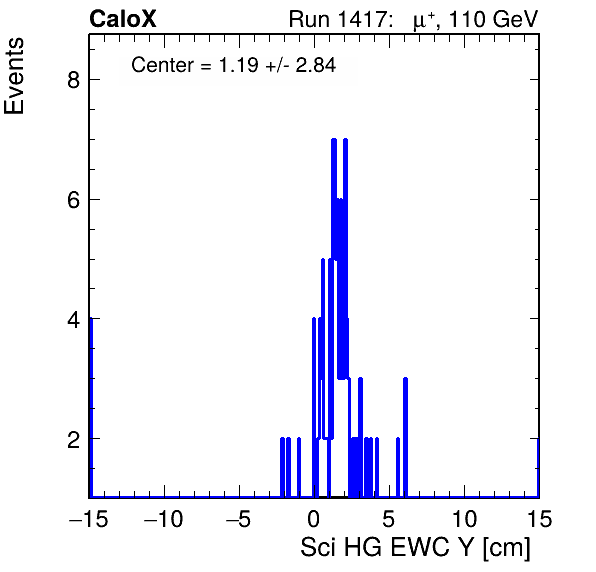 CaloX Run 1417: μ⁺, 110 GeV
Events
Center = 1.19 +/- 2.84
8
6
4
2
−15 −10 −5 0 5 10 15
Sci HG EWC Y [cm]